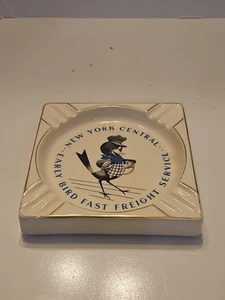 NEW YORK CENTRAL
"EARLY BIRD FAST FREIGHT SERVICE"